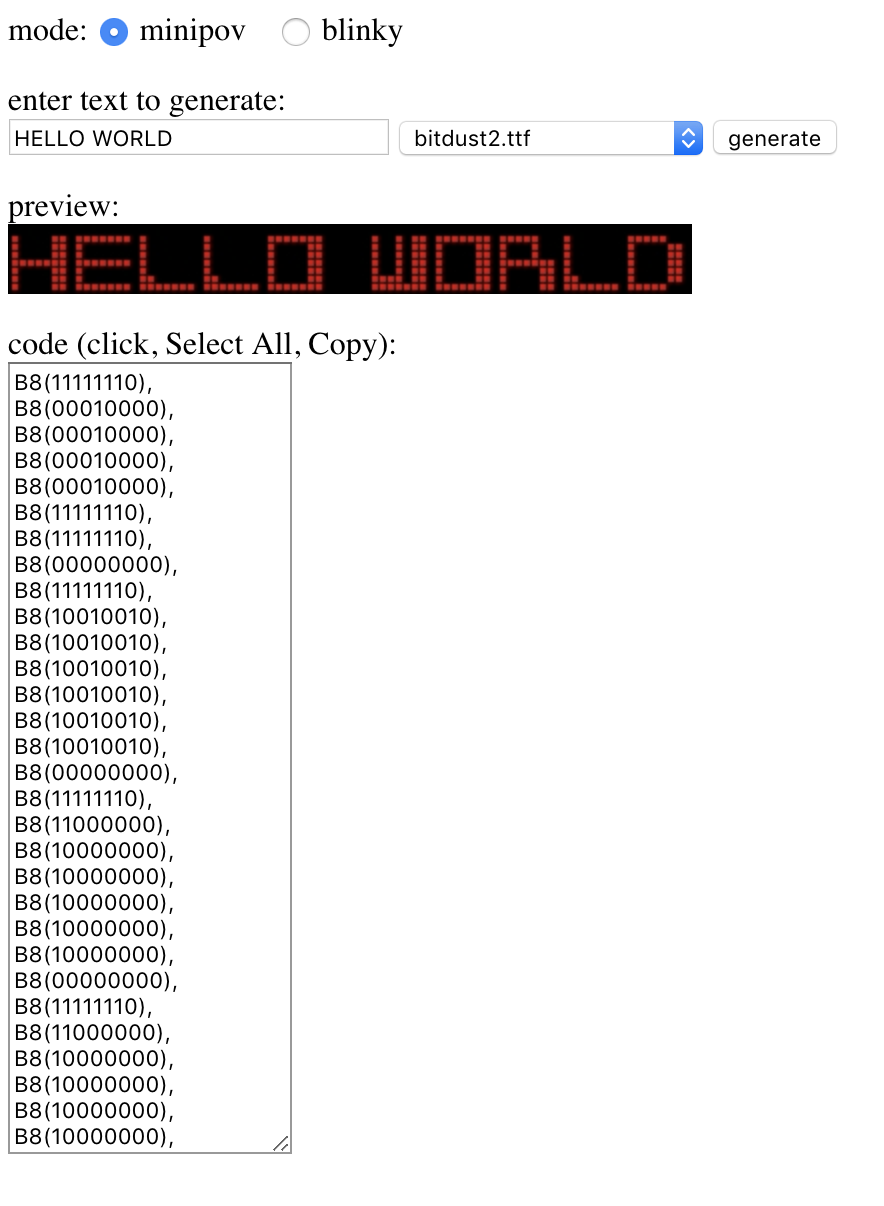 mode: minipov blinky
enter text to generate:
HELLO WORLD bitdust2.ttf generate
preview:
HELLO WORLD
code (click, Select All, Copy):
B8(11111110),
B8(00010000),
B8(00010000),
B8(00010000),
B8(00010000),
B8(11111110),
B8(11111110),
B8(00000000),
B8(11111110),
B8(10010010),
B8(10010010),
B8(10010010),
B8(10010010),
B8(10010010),
B8(10010010),
B8(00000000),
B8(11111110),
B8(11000000),
B8(10000000),
B8(10000000),
B8(10000000),
B8(10000000),
B8(10000000),
B8(00000000),
B8(11111110),
B8(11000000),
B8(10000000),
B8(10000000),
B8(10000000),
B8(10000000),